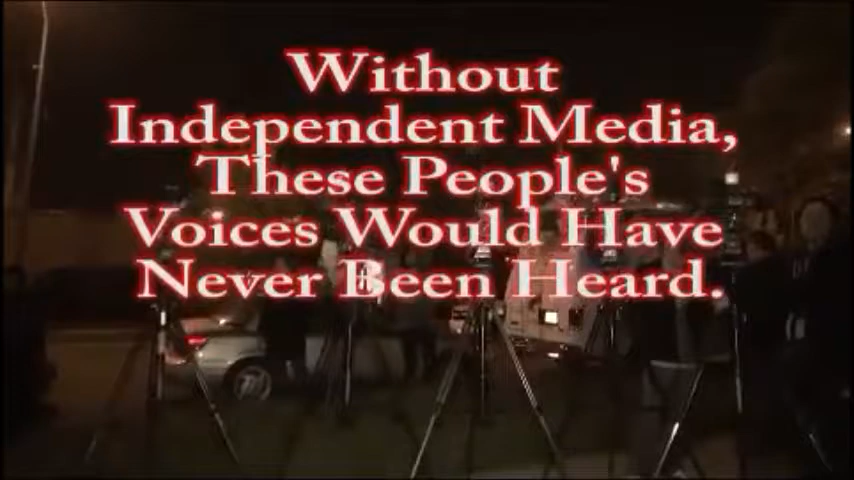 Without
Independent Media,
These People's
Voices Would Have
Never Been Heard.